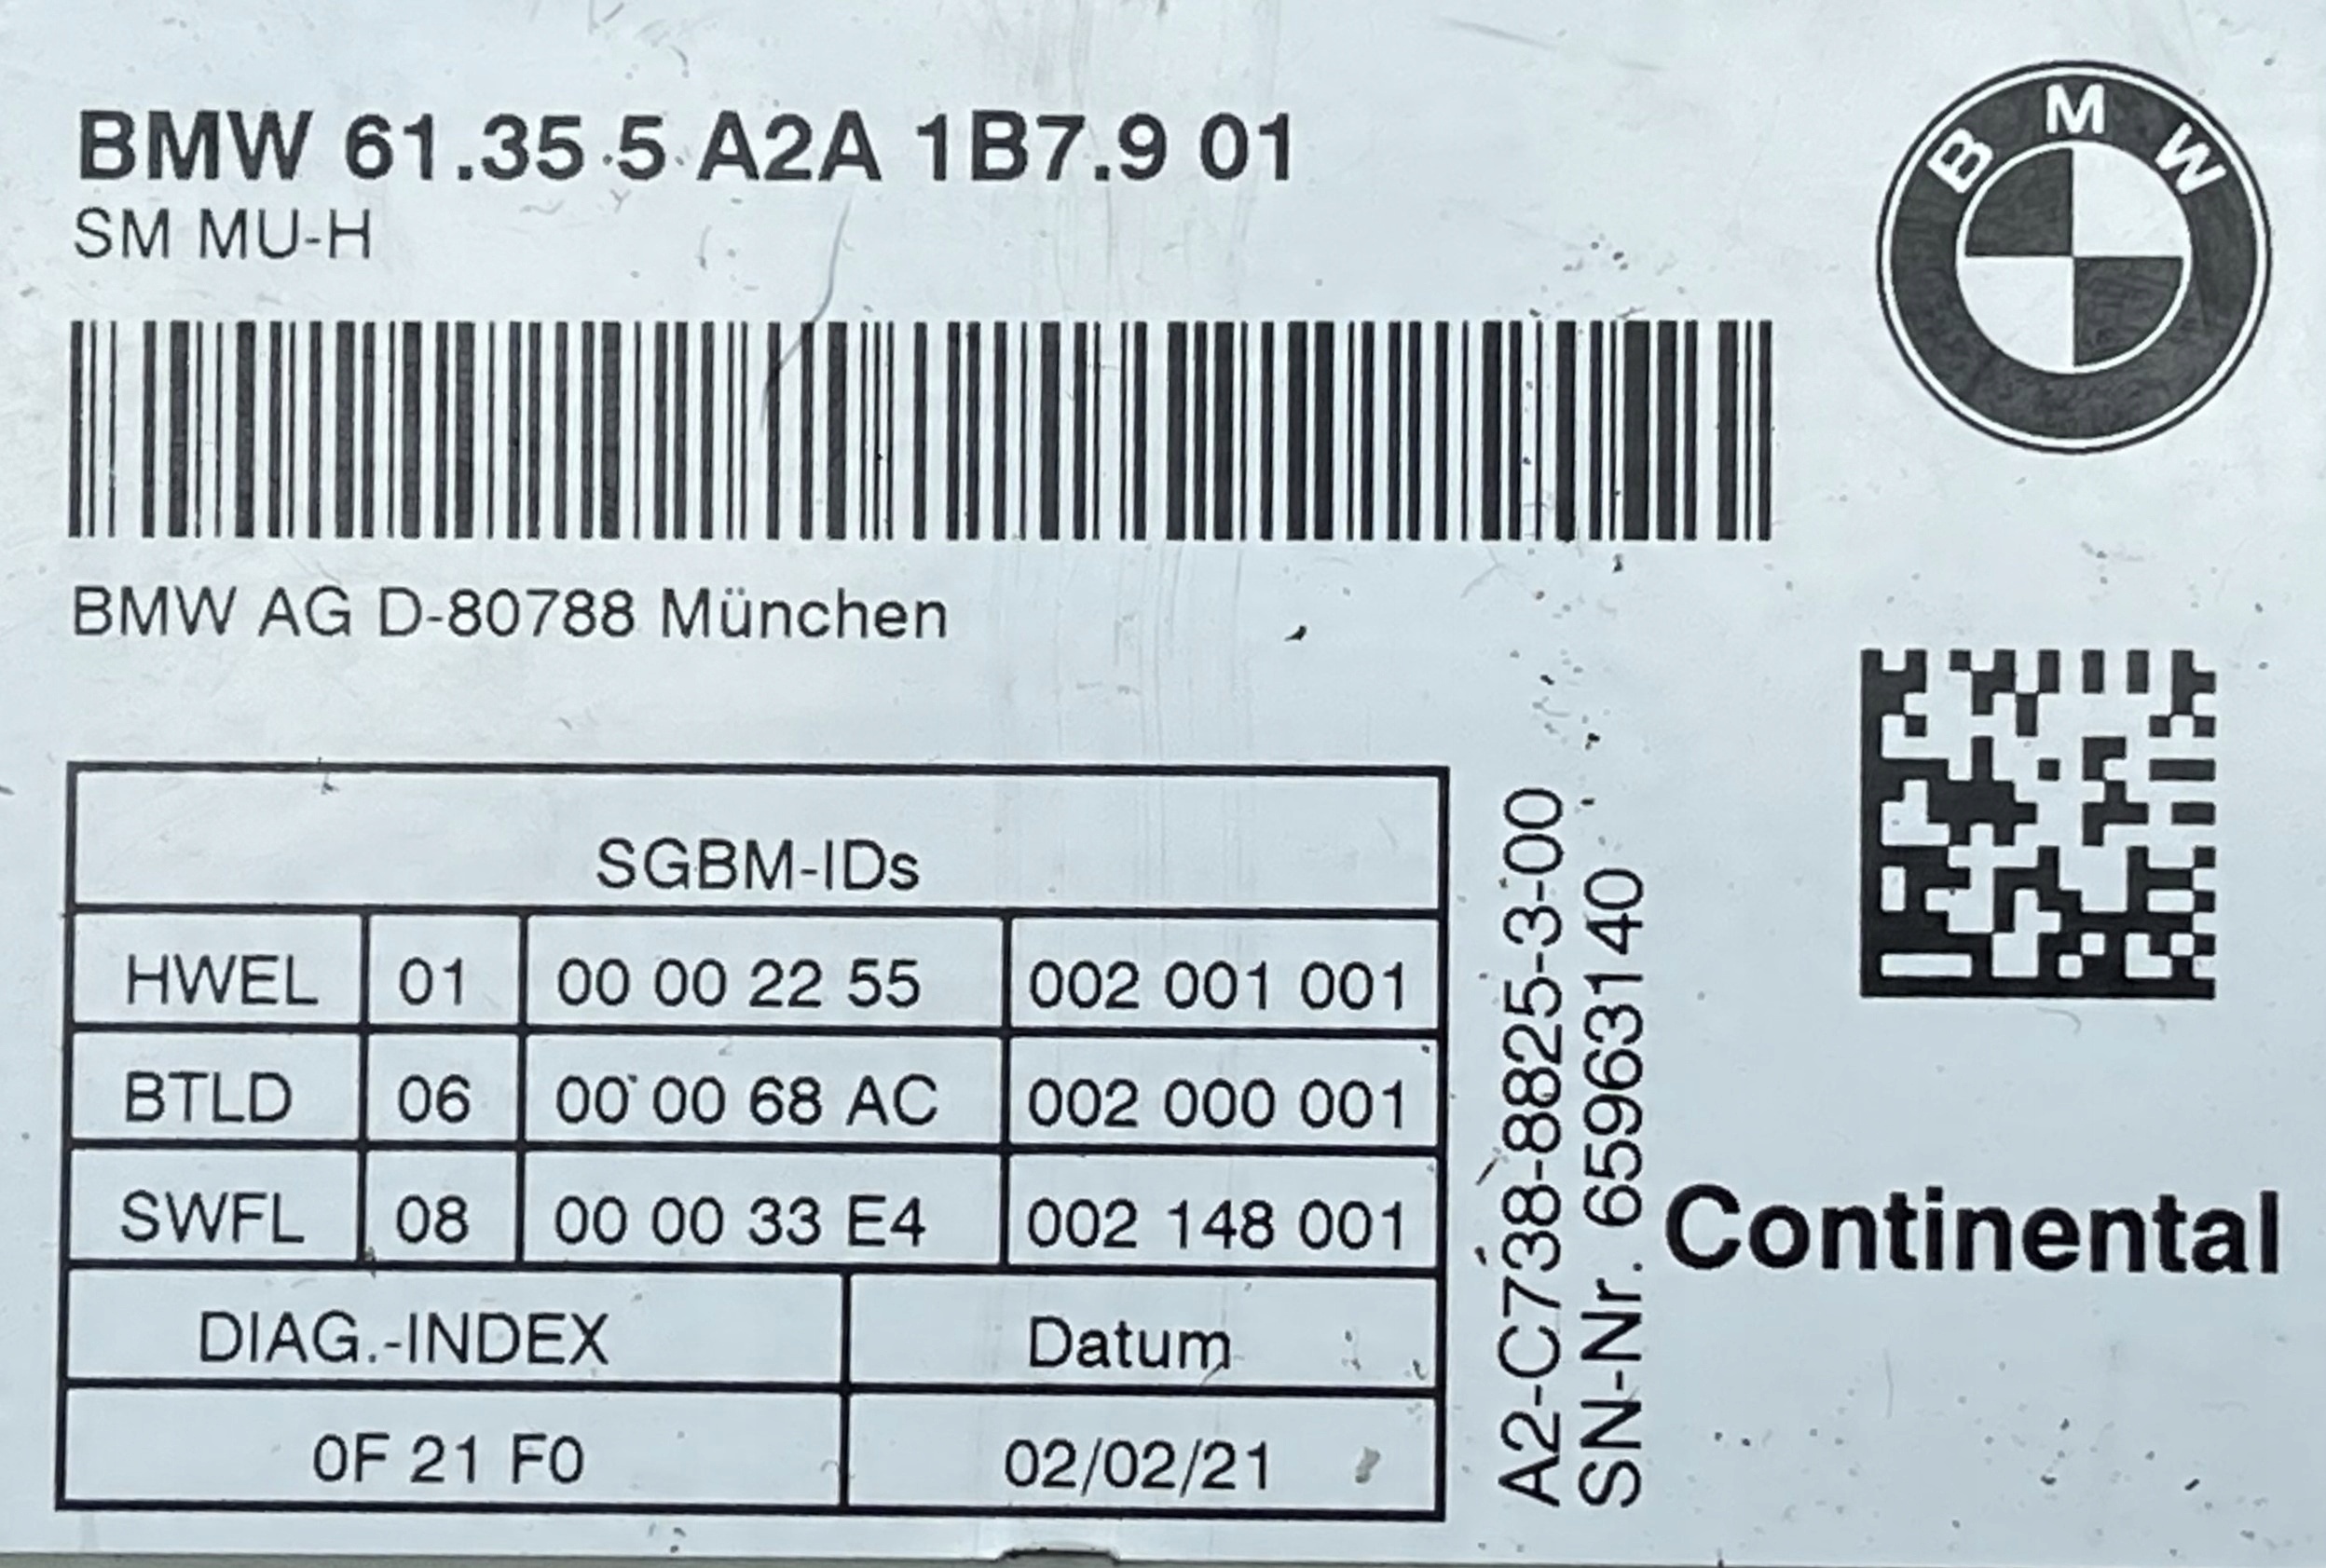 BMW 61.35 5 A2A 1B7.9 01
SM MU-H
BMW
BMW AG D-80788 München
SGBM-IDs
HWEL 01 00 00 22 55 002 001 001
BTLD 06 00 00 68 AC 002 000 001
SWFL 08 00 00 33 E4 002 148 001
DIAG.-INDEX Datum
0F 21 F0 02/02/21
A2-C738-8825-3-00
SN-Nr. 65963140
Continental